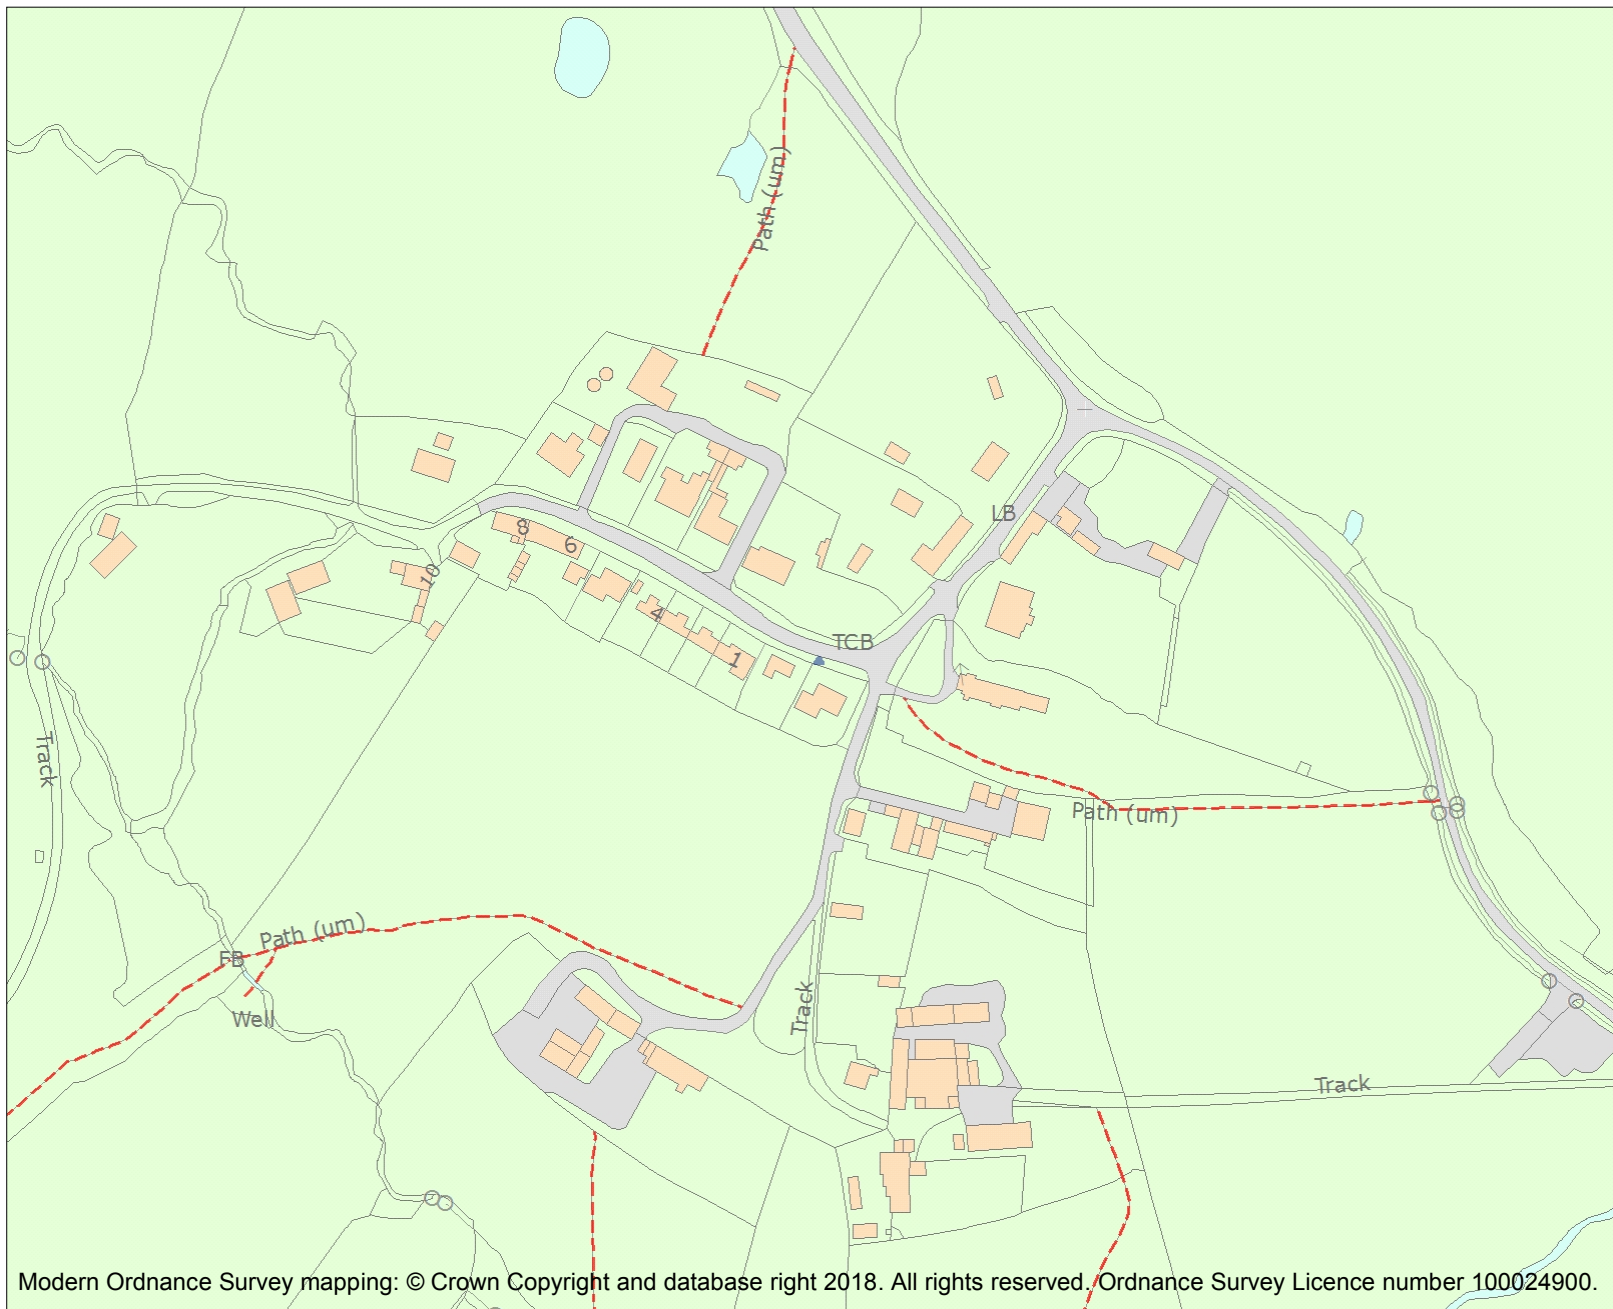 Path (um)
LB
8
6
10
4
1
TCB
Track
Path (um)
Path (um)
FB
Well
Track
Track
Modern Ordnance Survey mapping: © Crown Copyright and database right 2018. All rights reserved. Ordnance Survey Licence number 100024900.